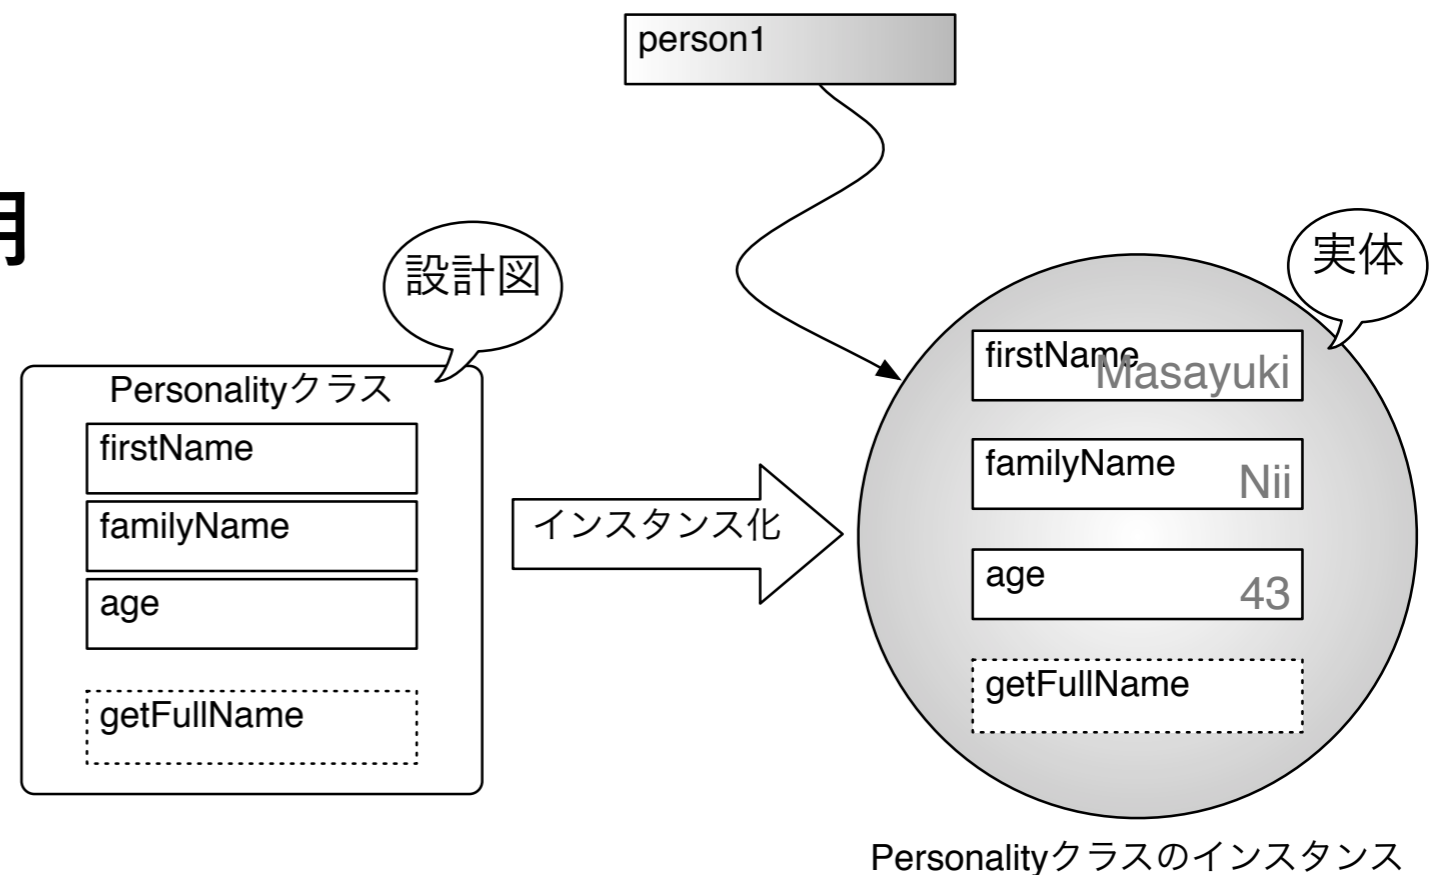 person1
設計図
Personalityクラス
firstName
familyName
age
getFullName
インスタンス化
実体
firstName
Masayuki
familyName
Nii
age
43
getFullName
Personalityクラスのインスタンス